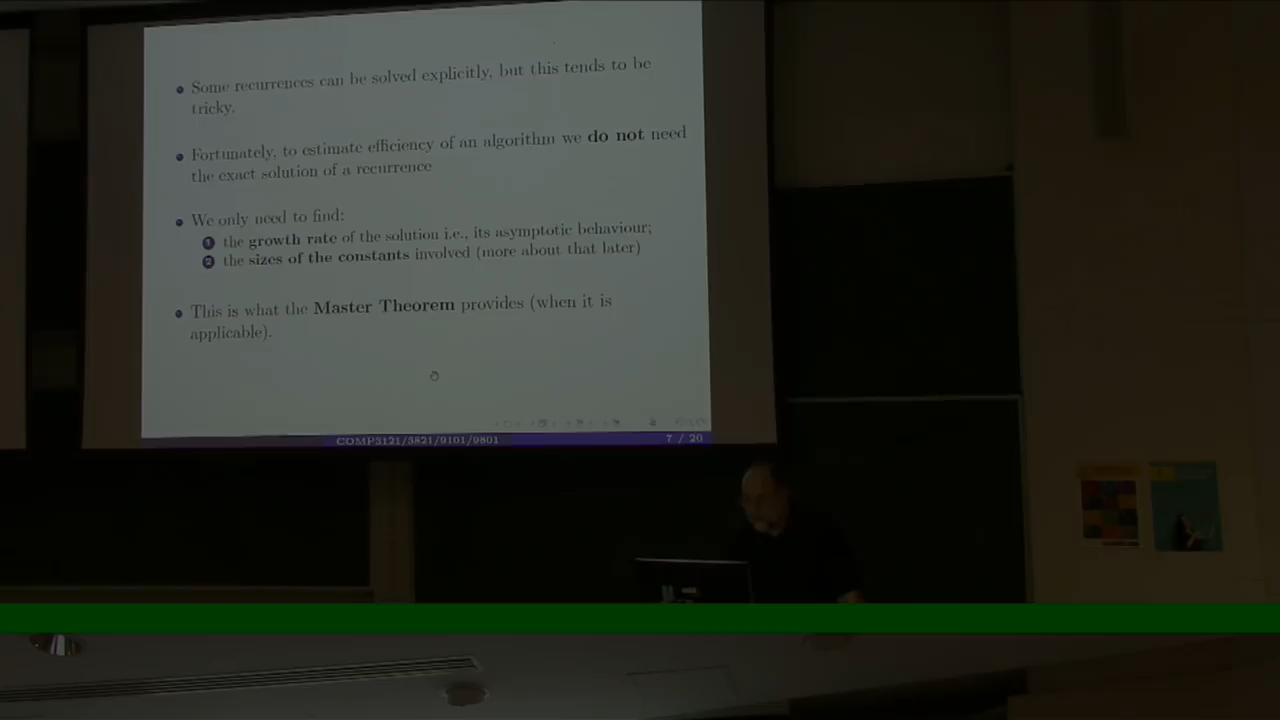 Some recurrences can be solved explicitly, but this tends to be
tricky.
Fortunately, to estimate efficiency of an algorithm we do not need
the exact solution of a recurrence
We only need to find:
1 the growth rate of the solution i.e., its asymptotic behaviour;
2 the sizes of the constants involved (more about that later)
This is what the Master Theorem provides (when it is
applicable).
COMP3121/3821/9101/9801 7 / 20